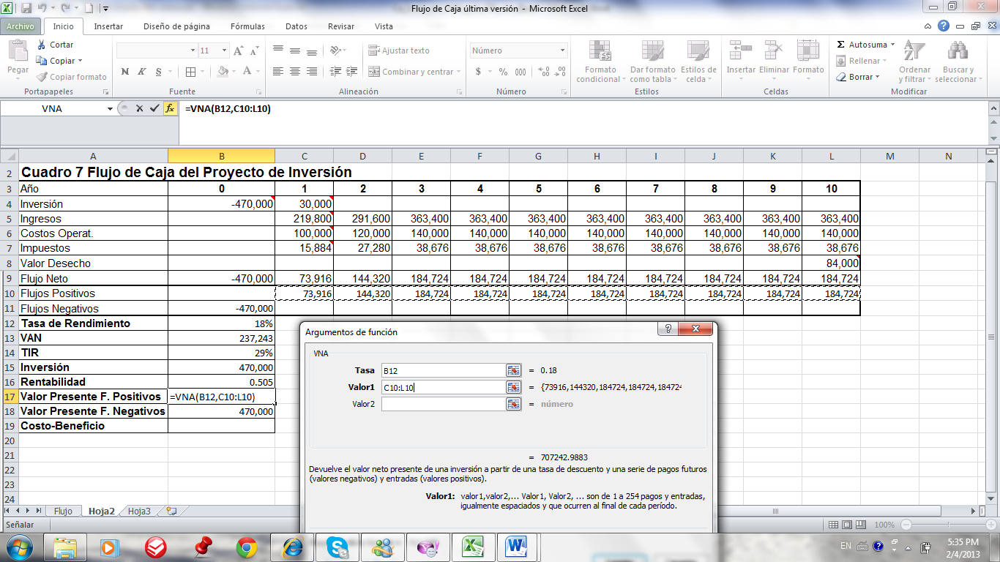 Flujo de Caja última versión - Microsoft Excel
Archivo Inicio Insertar Diseño de página Fórmulas Datos Revisar Vista
Pegar
Cortar
Copiar
Copiar formato
Portapapeles
11
N K S
Fuente
Ajustar texto
Combinar y centrar
Alineación
Número
$ % 000
Número
Formato condicional
Dar formato como tabla
Estilos de celda
Estilos
Insertar Eliminar Formato
Celdas
Autosuma
Rellenar
Borrar
Ordenar y filtrar
Buscar y seleccionar
Modificar
VNA fx =VNA(B12,C10:L10)
A B C D E F G H I J K L M N
2 Cuadro 7 Flujo de Caja del Proyecto de Inversión
3 Año 0 1 2 3 4 5 6 7 8 9 10
4 Inversión -470,000 30,000
5 Ingresos 219,800 291,600 363,400 363,400 363,400 363,400 363,400 363,400 363,400 363,400
6 Costos Operat. 100,000 120,000 140,000 140,000 140,000 140,000 140,000 140,000 140,000 140,000
7 Impuestos 15,884 27,280 38,676 38,676 38,676 38,676 38,676 38,676 38,676 38,676
8 Valor Desecho 84,000
9 Flujo Neto -470,000 73,916 144,320 184,724 184,724 184,724 184,724 184,724 184,724 184,724 184,724
10 Flujos Positivos 73,916 144,320 184,724 184,724 184,724 184,724 184,724 184,724 184,724 184,724
11 Flujos Negativos -470,000
12 Tasa de Rendimiento 18%
13 VAN 237,243
14 TIR 29%
15 Inversión 470,000
16 Rentabilidad 0.505
17 Valor Presente F. Positivos =VNA(B12,C10:L10)
18 Valor Presente F. Negativos 470,000
19 Costo-Beneficio
20
21
22
23
24
Argumentos de función
VNA
Tasa B12 = 0.18
Valor1 C10:L10 = {73916,144320,184724,184724,184724
Valor2 = número
= 707242.9883
Devuelve el valor neto presente de una inversión a partir de una tasa de descuento y una serie de pagos futuros
(valores negativos) y entradas (valores positivos).
Valor1: valor1,valor2,... Valor1, Valor2, ... son de 1 a 254 pagos y entradas,
igualmente espaciados y que ocurren al final de cada período.
Flujo Hoja2 Hoja3
Señalar 100%
EN 5:35 PM
2/4/2013